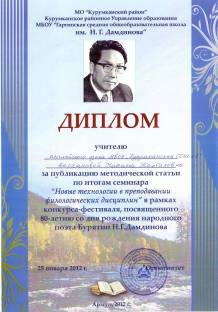 МО "Курумканский район"
Курумканское районное Управление образования
МБОУ "Гаргинская средняя общеобразовательная школа
им. Н. Г. Дамдинова"
ДИПЛОМ
учителю
за публикацию методической статьи
по итогам семинара
"Новые технологии в преподавании
филологических дисциплин" в рамках
конкурса-фестиваля, посвященного
80-летию со дня рождения народного
поэта Бурятии Н.Г.Дамдинова
25 января 2012 г.
Оргкомитет
2012 г.